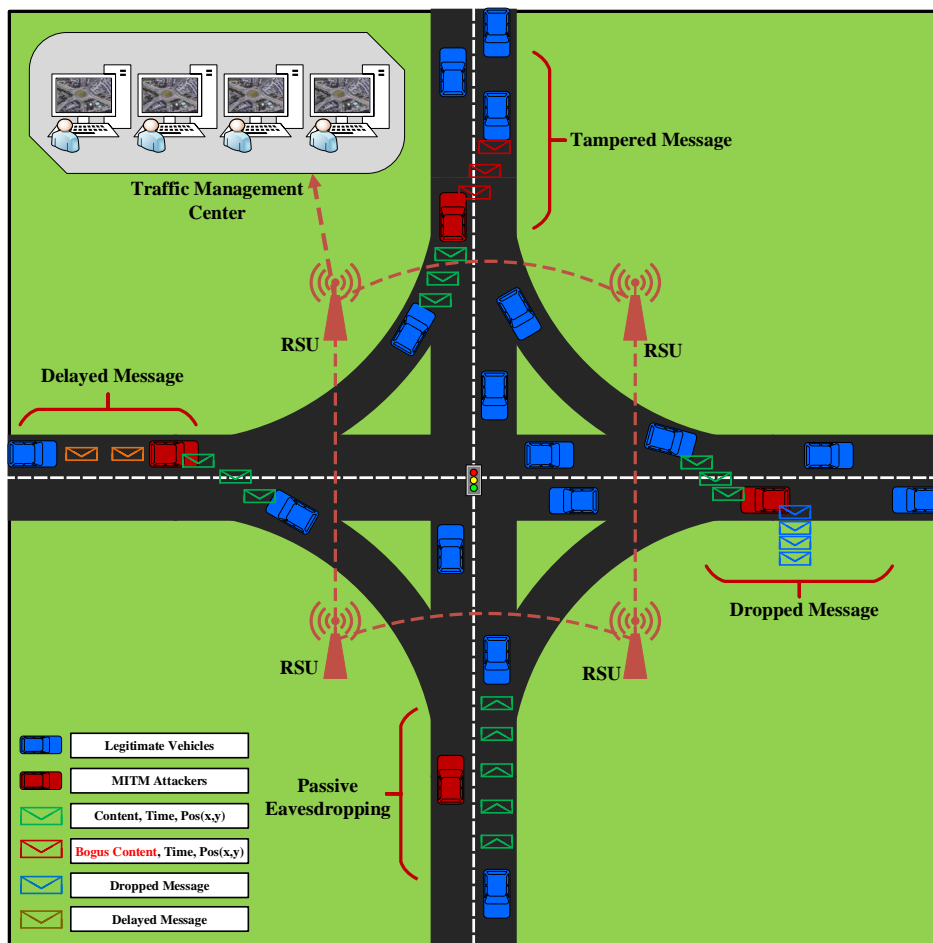 Traffic Management
Center
Tampered Message
RSU
RSU
Delayed Message
Dropped Message
RSU
RSU
Passive
Eavesdropping
Legitimate Vehicles
MITM Attackers
Content, Time, Pos(x,y)
Bogus Content, Time, Pos(x,y)
Dropped Message
Delayed Message